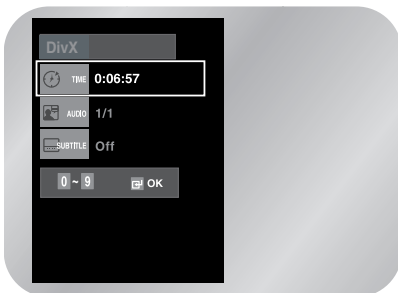 DivX
TIME 0:06:57
AUDIO 1/1
SUBTITLE Off
0 ~ 9 OK